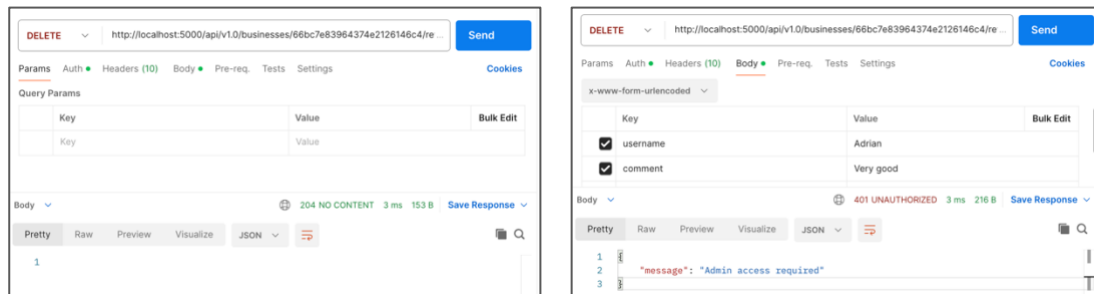 DELETE http://localhost:5000/api/v1.0/businesses/66bc7e83964374e2126146c4/re ... Send
Params Auth Headers (10) Body Pre-req. Tests Settings Cookies
Query Params
Key Value Bulk Edit
Key Value
Body 204 NO CONTENT 3 ms 153 B Save Response
Pretty Raw Preview Visualize JSON
1
DELETE http://localhost:5000/api/v1.0/businesses/66bc7e83964374e2126146c4/re ... Send
Params Auth Headers (10) Body Pre-req. Tests Settings Cookies
x-www-form-urlencoded
Key Value Bulk Edit
username Adrian
comment Very good
Body 401 UNAUTHORIZED 3 ms 216 B Save Response
Pretty Raw Preview Visualize JSON
1 {
2 "message": "Admin access required"
3 }